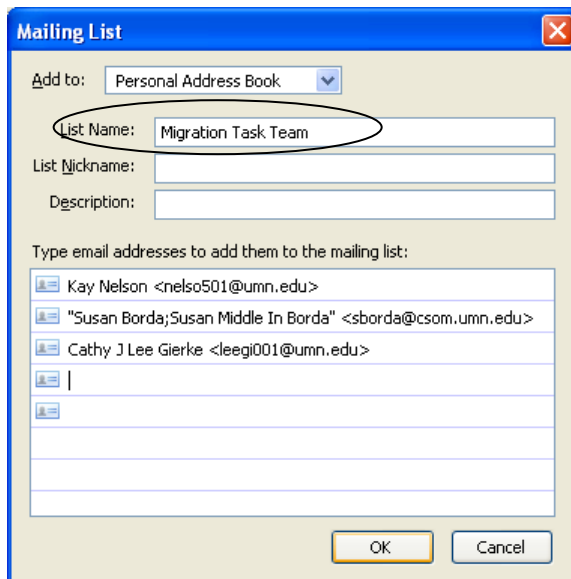 Mailing List
Add to: Personal Address Book
List Name: Migration Task Team
List Nickname:
Description:
Type email addresses to add them to the mailing list:
Kay Nelson <nelso501@umn.edu>
"Susan Borda;Susan Middle In Borda" <sborda@csom.umn.edu>
Cathy J Lee Gierke <leegi001@umn.edu>
OK Cancel